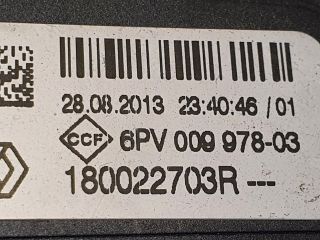 28.08.2013 23:40:46 / 01
CCF 6PV 009 978-03
180022703R ---